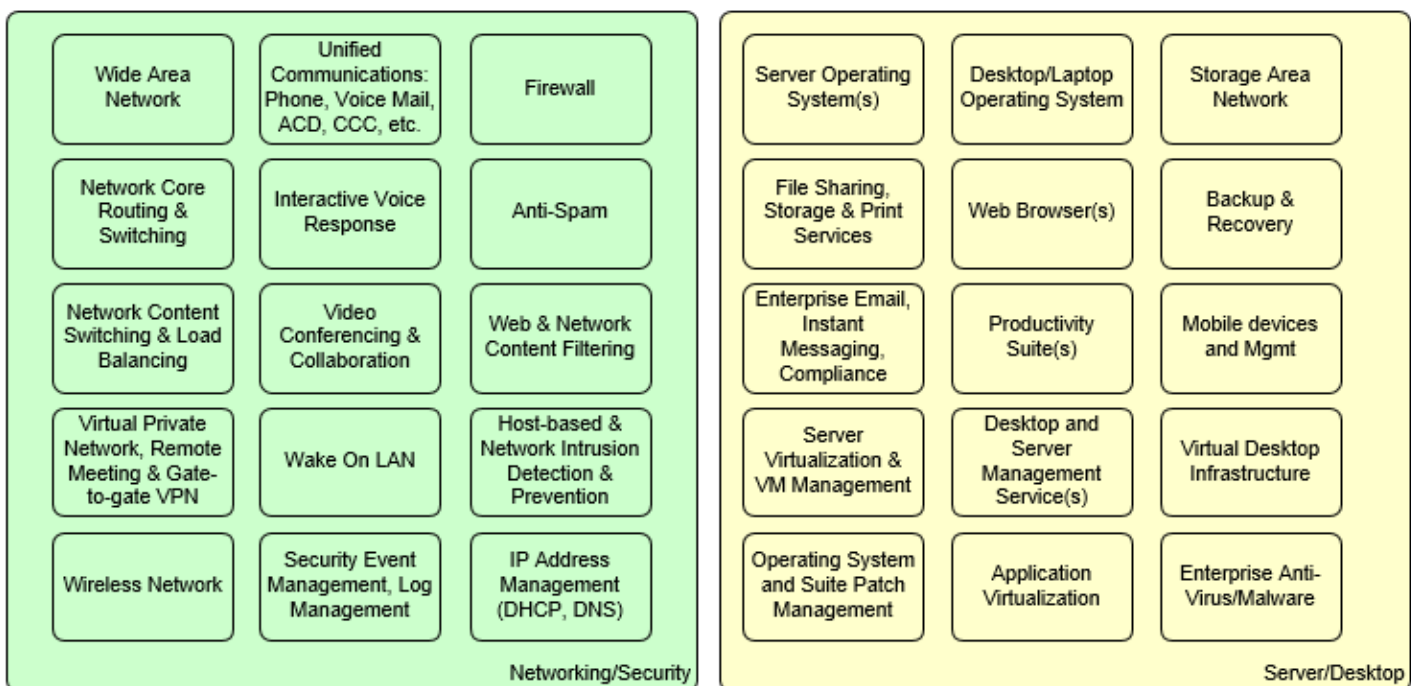 Wide Area
Network
Unified
Communications:
Phone, Voice Mail,
ACD, CCC, etc.
Firewall
Network Core
Routing &
Switching
Interactive Voice
Response
Anti-Spam
Network Content
Switching & Load
Balancing
Video
Conferencing &
Collaboration
Web & Network
Content Filtering
Virtual Private
Network, Remote
Meeting & Gate-
to-gate VPN
Wake On LAN
Host-based &
Network Intrusion
Detection &
Prevention
Wireless Network
Security Event
Management, Log
Management
IP Address
Management
(DHCP, DNS)
Networking/Security
Server Operating
System(s)
Desktop/Laptop
Operating System
Storage Area
Network
File Sharing,
Storage & Print
Services
Web Browser(s)
Backup &
Recovery
Enterprise Email,
Instant
Messaging,
Compliance
Productivity
Suite(s)
Mobile devices
and Mgmt
Server
Virtualization &
VM Management
Desktop and
Server
Management
Service(s)
Virtual Desktop
Infrastructure
Operating System
and Suite Patch
Management
Application
Virtualization
Enterprise Anti-
Virus/Malware
Server/Desktop